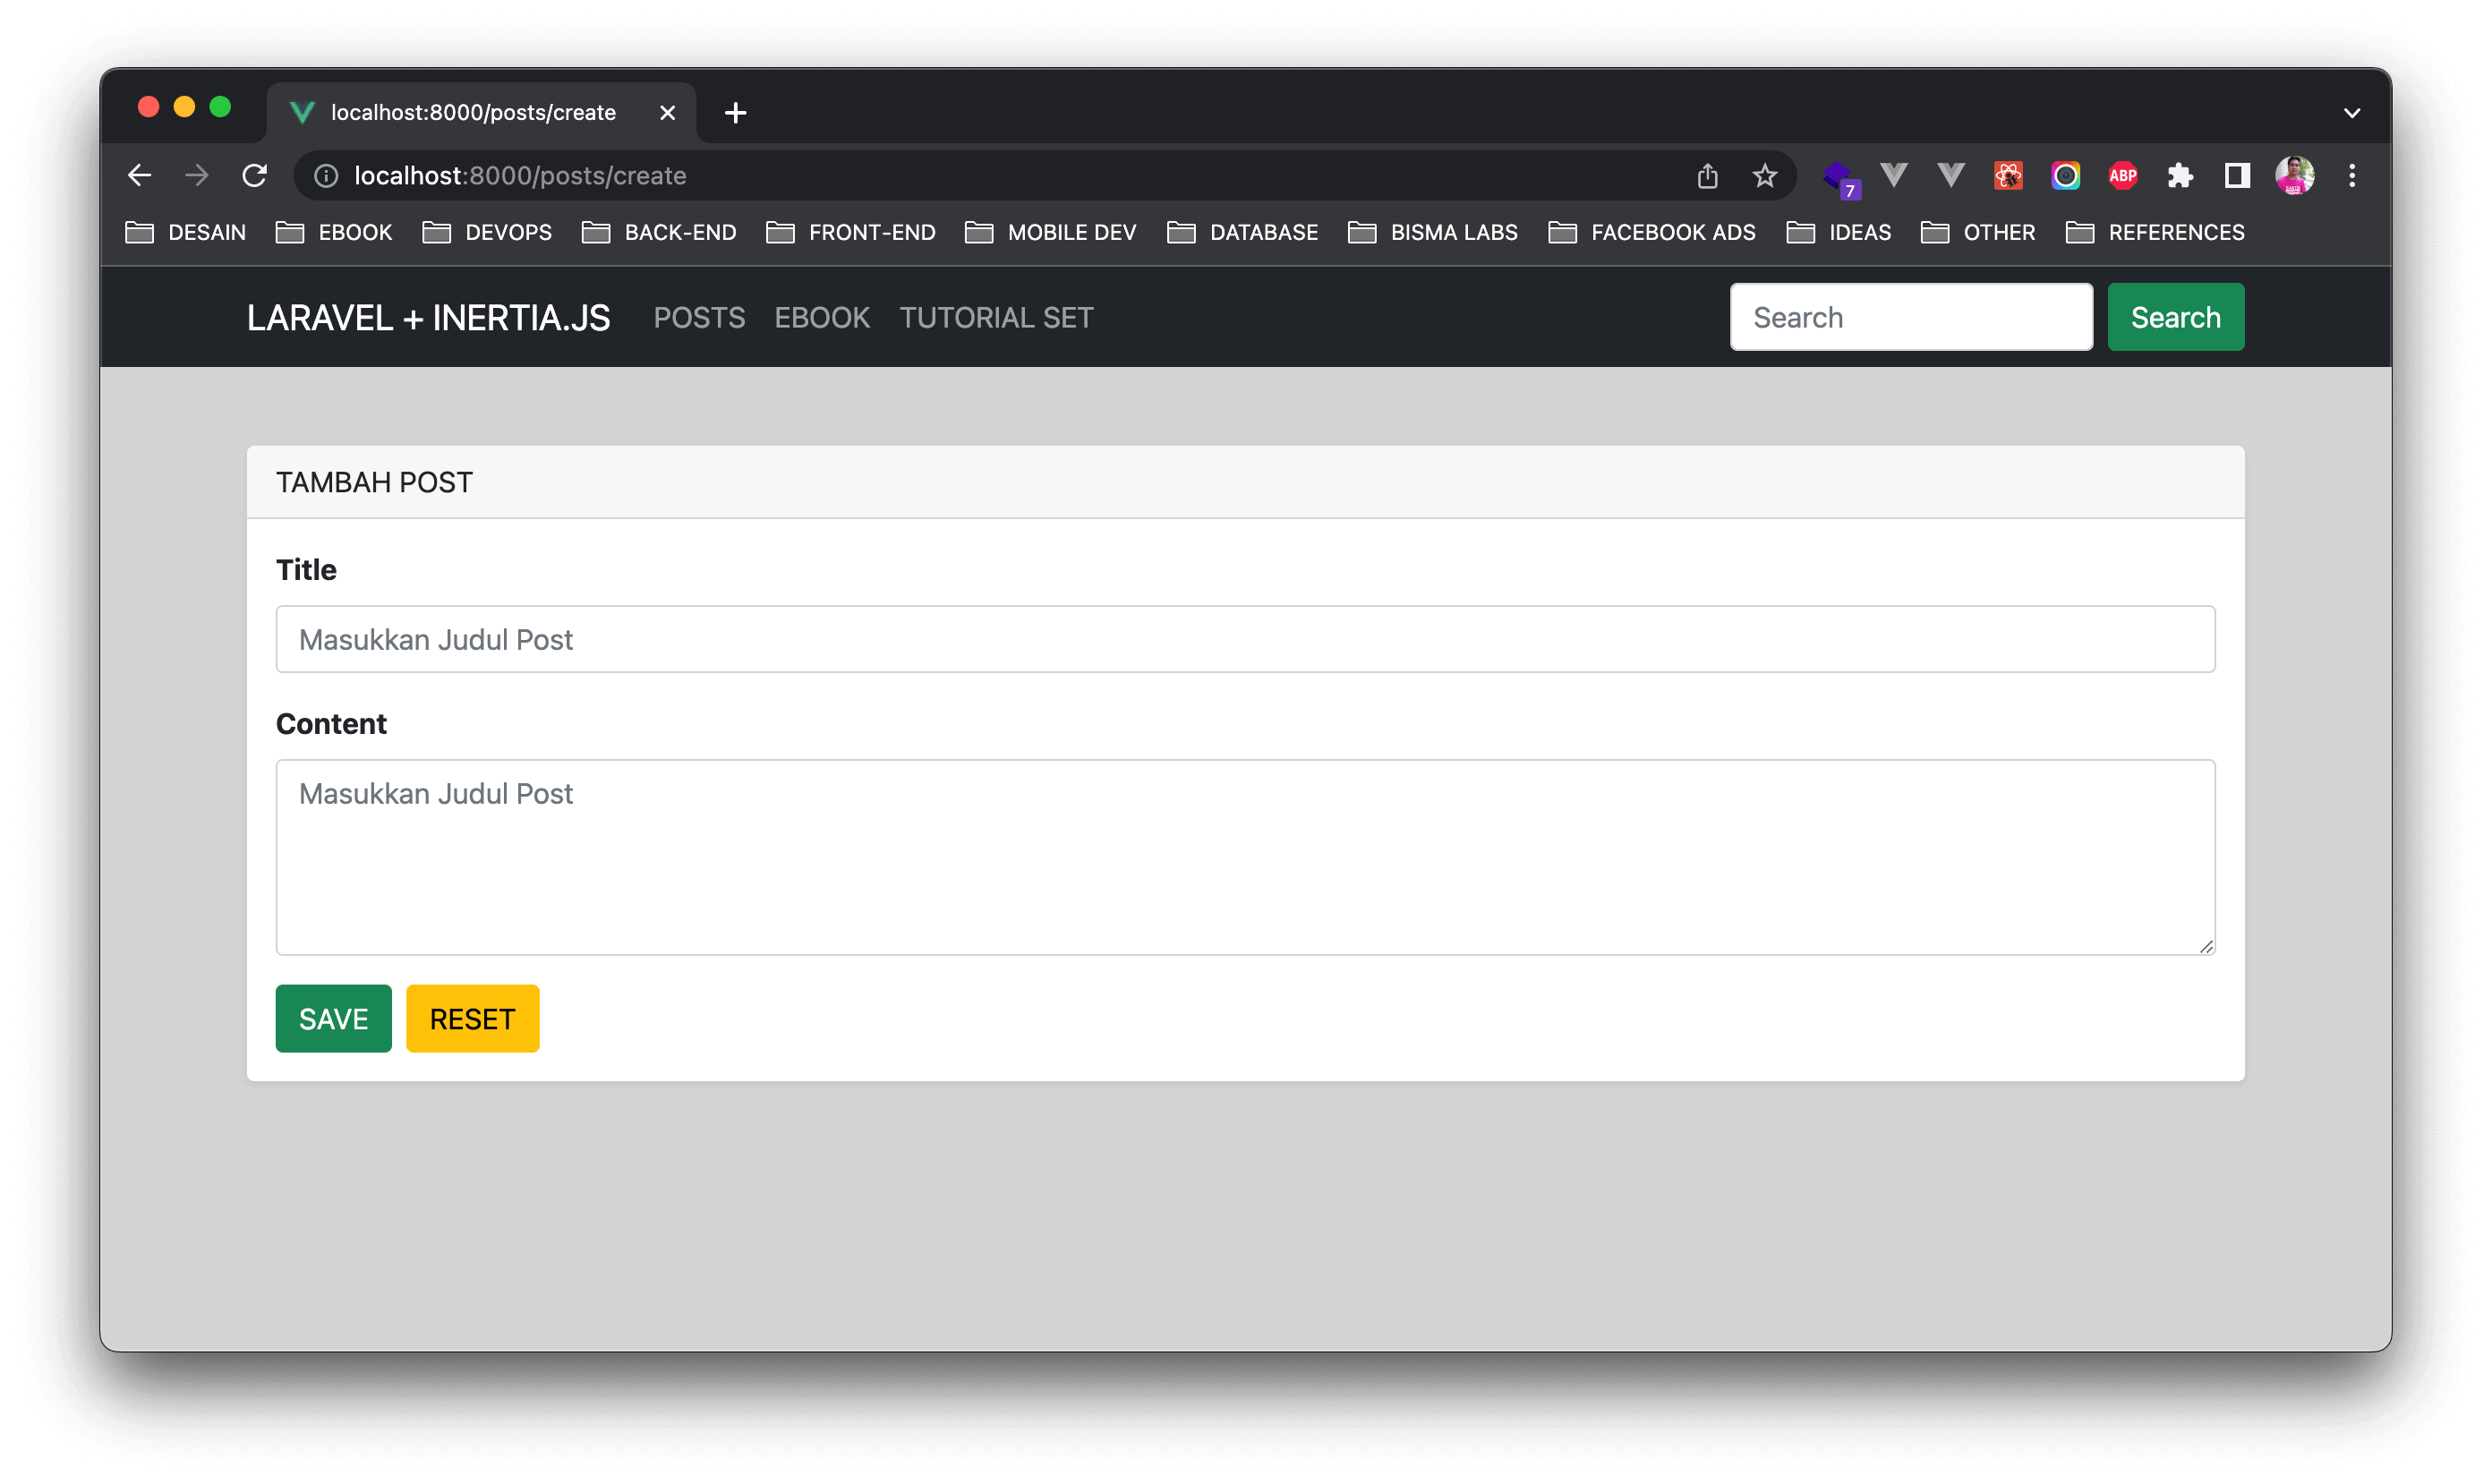 localhost:8000/posts/create
localhost:8000/posts/create
7
ABP
DESAIN EBOOK DEVOPS BACK-END FRONT-END MOBILE DEV DATABASE BISMA LABS FACEBOOK ADS IDEAS OTHER REFERENCES
LARAVEL + INERTIA.JS POSTS EBOOK TUTORIAL SET Search Search
TAMBAH POST
Title
Masukkan Judul Post
Content
Masukkan Judul Post
SAVE RESET